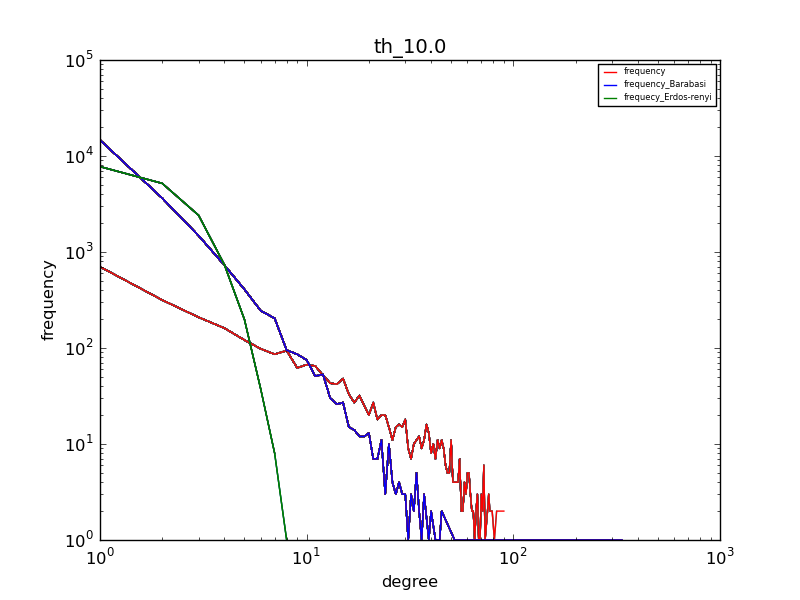 th_10.0
10^5
10^4
10^3
10^2
10^1
10^0
frequency
frequency
frequency_Barabasi
frequecy_Erdos-renyi
10^0
10^1
10^2
10^3
degree